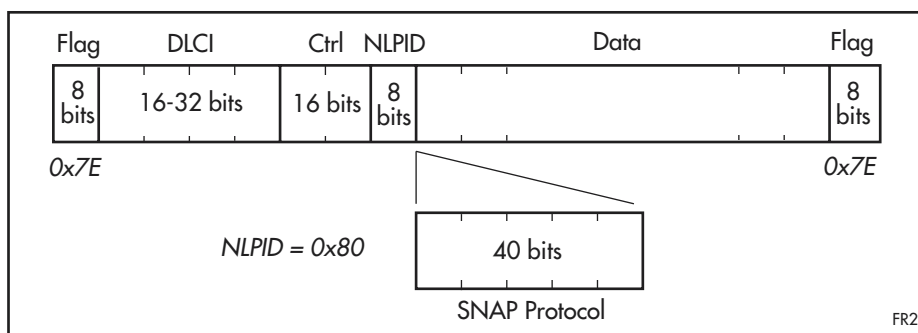 Flag DLCI Ctrl NLPID Data Flag
8 bits 16-32 bits 16 bits 8 bits 8 bits
0x7E 0x7E
NLPID = 0x80 40 bits
SNAP Protocol
FR2